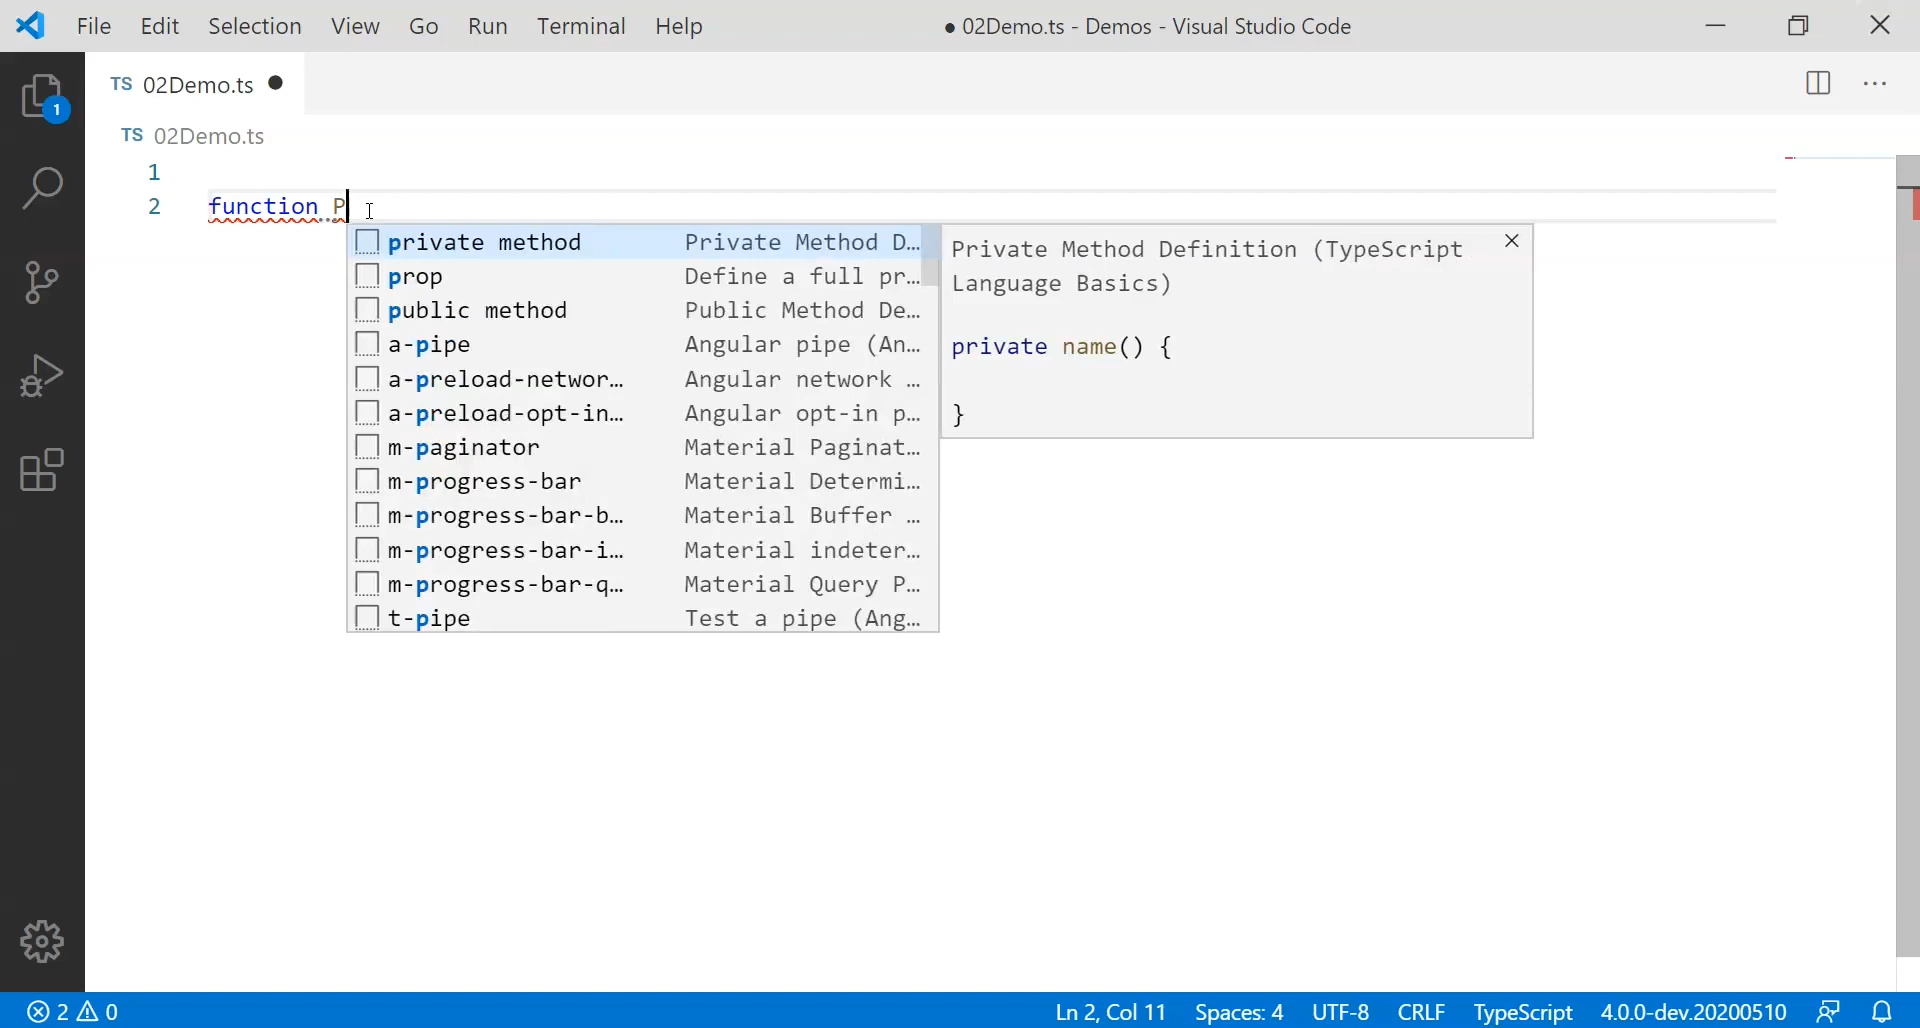 File Edit Selection View Go Run Terminal Help ● 02Demo.ts - Demos - Visual Studio Code
1
TS 02Demo.ts ●
TS 02Demo.ts
1
2 function P
private method Private Method D…
prop Define a full pr…
public method Public Method De…
a-pipe Angular pipe (An…
a-preload-networ… Angular network …
a-preload-opt-in… Angular opt-in p…
m-paginator Material Paginat…
m-progress-bar Material Determi…
m-progress-bar-b… Material Buffer …
m-progress-bar-i… Material indeter…
m-progress-bar-q… Material Query P…
t-pipe Test a pipe (Ang…
Private Method Definition (TypeScript
Language Basics)
private name() {
}
2 0 Ln 2, Col 11 Spaces: 4 UTF-8 CRLF TypeScript 4.0.0-dev.20200510